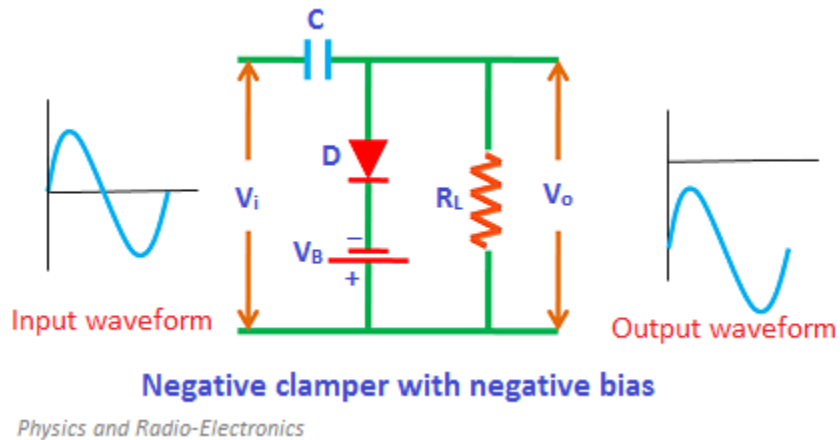 C
D
Vi
−
VB
+
RL
Vo
Input waveform
Output waveform
Negative clamper with negative bias
Physics and Radio-Electronics